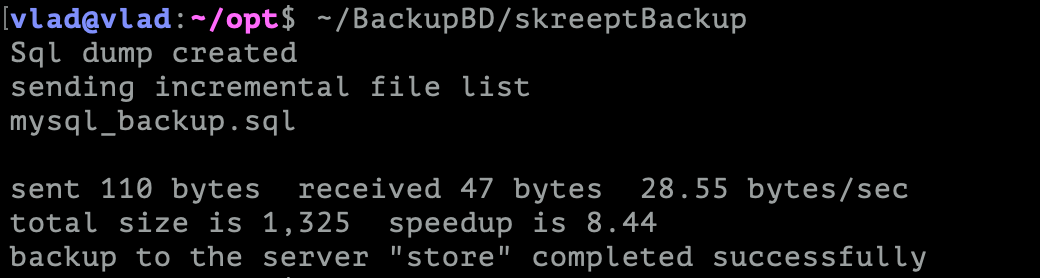 [vlad@vlad:~/opt$ ~/BackupBD/skreeptBackup
Sql dump created
sending incremental file list
mysql_backup.sql
sent 110 bytes  received 47 bytes  28.55 bytes/sec
total size is 1,325  speedup is 8.44
backup to the server "store" completed successfully